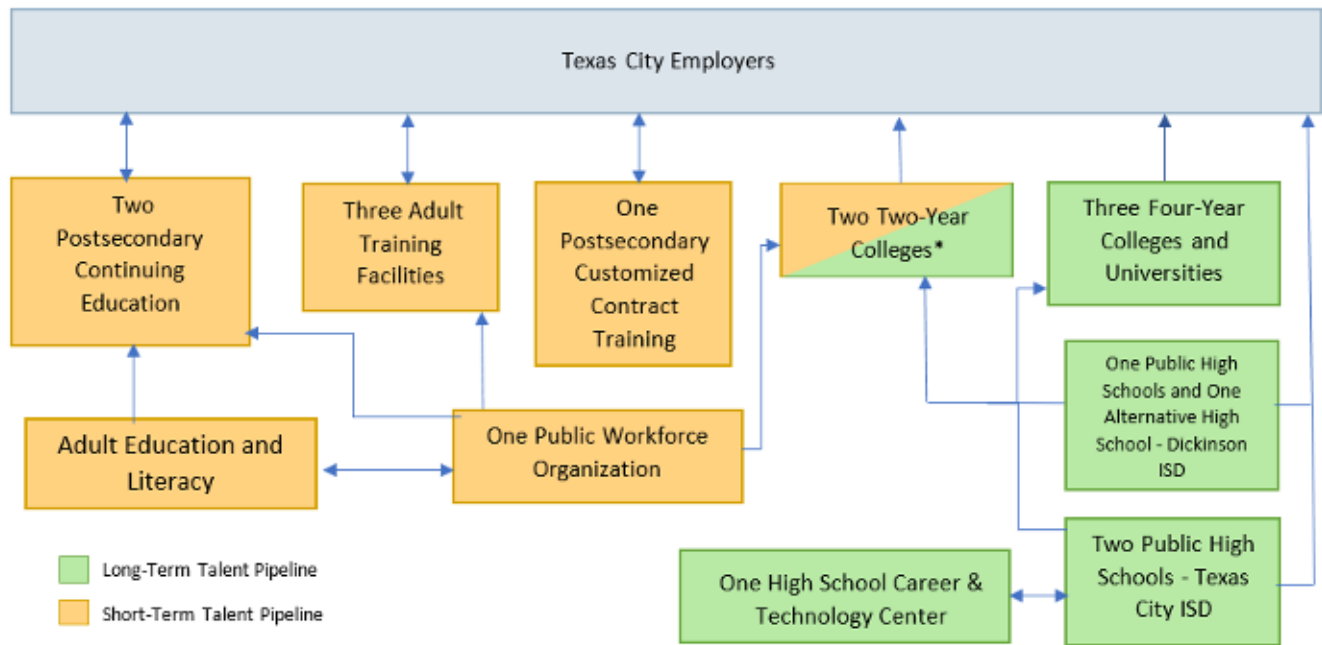 Texas City Employers
Two
Postsecondary
Continuing
Education
Three Adult
Training
Facilities
One
Postsecondary
Customized
Contract
Training
Two Two-Year
Colleges*
Three Four-Year
Colleges and
Universities
One Public High
Schools and One
Alternative High
School - Dickinson
ISD
Adult Education and
Literacy
One Public Workforce
Organization
Two Public High
Schools - Texas
City ISD
One High School Career &
Technology Center
Long-Term Talent Pipeline
Short-Term Talent Pipeline